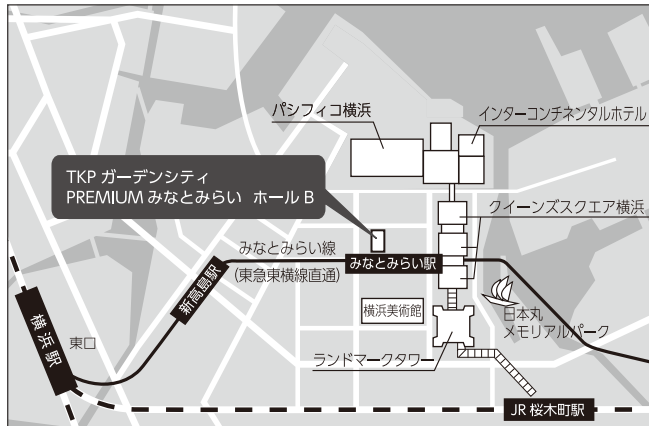 パシフィコ横浜
インターコンチネンタルホテル
TKP ガーデンシティ
PREMIUM みなとみらい ホール B
クイーンズスクエア横浜
みなとみらい線
(東急東横線直通)
みなとみらい駅
新高島駅
横浜美術館
日本丸
メモリアルパーク
横浜駅
東口
ランドマークタワー
JR 桜木町駅